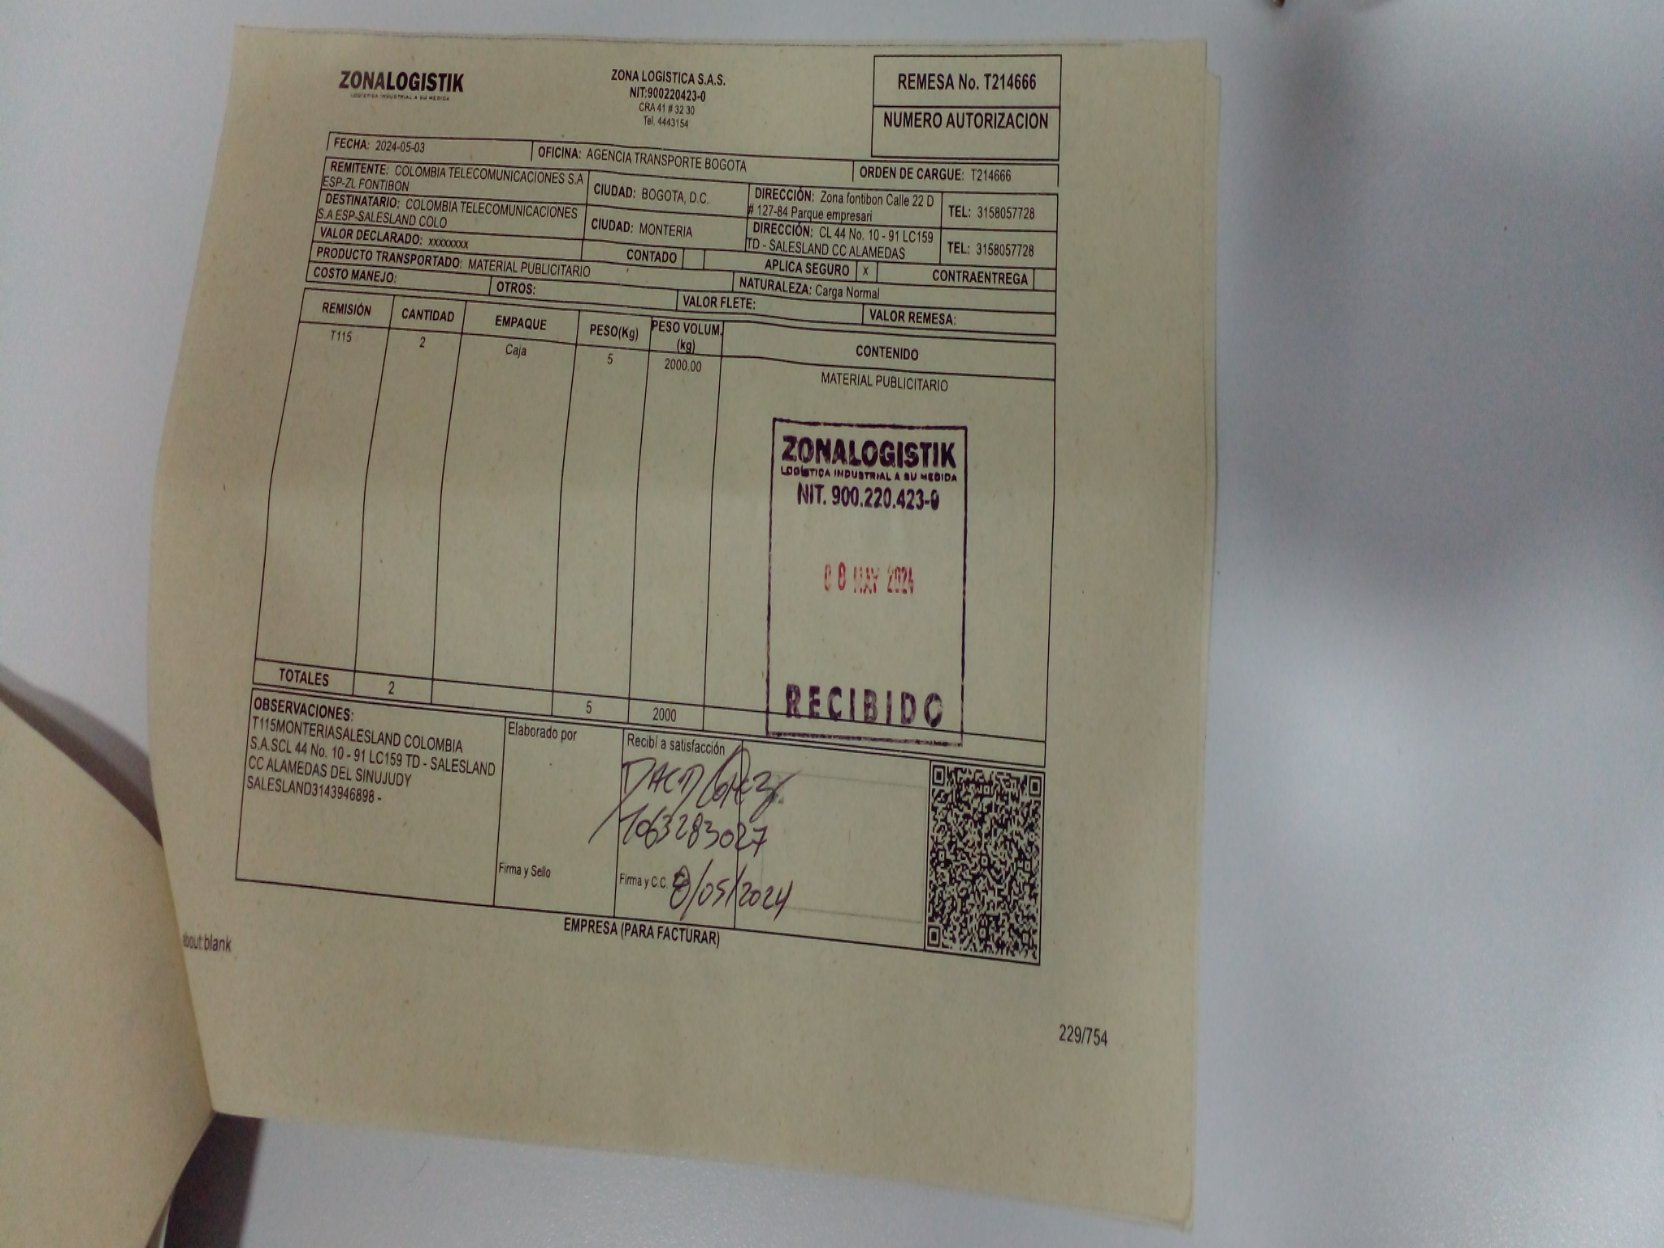 ZONALOGISTIK
LOGÍSTICA INDUSTRIAL A SU MEDIDA
ZONA LOGISTICA S.A.S.
NIT:900220423-0
CRA 41 # 32 30
Tel. 4443154
REMESA No. T214666
NUMERO AUTORIZACION
FECHA: 2024-05-03
OFICINA: AGENCIA TRANSPORTE BOGOTA
ORDEN DE CARGUE: T214666
REMITENTE: COLOMBIA TELECOMUNICACIONES S.A
ESP-ZL FONTIBON
CIUDAD: BOGOTA, D.C.
DIRECCIÓN: Zona fontibon Calle 22 D
# 127-84 Parque empresari
TEL: 3158057728
DESTINATARIO: COLOMBIA TELECOMUNICACIONES
S.A ESP-SALESLAND COLO
CIUDAD: MONTERIA
DIRECCIÓN: CL 44 No. 10 - 91 LC159
TD - SALESLAND CC ALAMEDAS
TEL: 3158057728
VALOR DECLARADO: xxxxxxxx
CONTADO
APLICA SEGURO x
CONTRAENTREGA
PRODUCTO TRANSPORTADO: MATERIAL PUBLICITARIO
NATURALEZA: Carga Normal
COSTO MANEJO:
OTROS:
VALOR FLETE:
VALOR REMESA:
REMISIÓN CANTIDAD EMPAQUE PESO(Kg) PESO VOLUM. (kg) CONTENIDO
T115 2 Caja 5 2000.00 MATERIAL PUBLICITARIO
ZONALOGISTIK
LOGÍSTICA INDUSTRIAL A SU MEDIDA
NIT. 900.220.423-0
08 MAY 2024
RECIBIDO
TOTALES 2 5 2000
OBSERVACIONES:
T115MONTERIASALESLAND COLOMBIA
S.A.SCL 44 No. 10 - 91 LC159 TD - SALESLAND
CC ALAMEDAS DEL SINUJUDY
SALESLAND3143946898 -
Elaborado por
Firma y Sello
Recibí a satisfacción
1063283027
Firma y C.C. 8/05/2024
EMPRESA (PARA FACTURAR)
about:blank
229/754